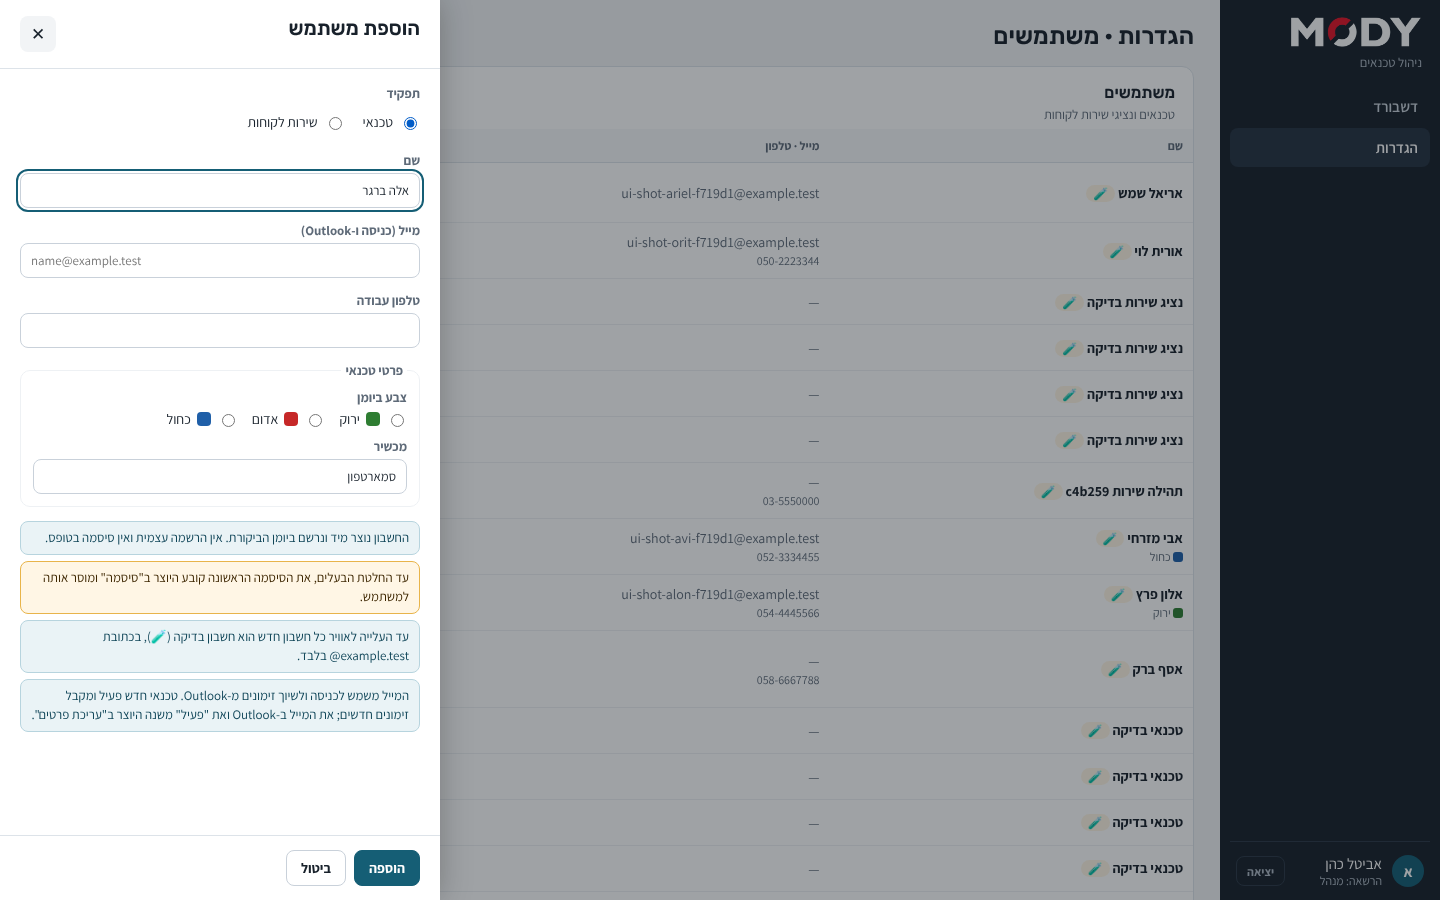 MODY
ניהול טכנאים
דשבורד
הגדרות
אביטל כהן
הרשאה: מנהל
א
יציאה
הגדרות • משתמשים
משתמשים
טכנאים ונציגי שירות לקוחות
שם
מייל · טלפון
אריאל שמש 🧪
ui-shot-ariel-f719d1@example.test
אורית לוי 🧪
ui-shot-orit-f719d1@example.test
050-2223344
נציג שירות בדיקה 🧪
—
נציג שירות בדיקה 🧪
—
נציג שירות בדיקה 🧪
—
נציג שירות בדיקה 🧪
—
תהילה שירות c4b259 🧪
—
03-5550000
אבי מזרחי 🧪
כחול
ui-shot-avi-f719d1@example.test
052-3334455
אלון פרץ 🧪
ירוק
ui-shot-alon-f719d1@example.test
054-4445566
אסף ברק 🧪
—
058-6667788
טכנאי בדיקה 🧪
—
טכנאי בדיקה 🧪
—
טכנאי בדיקה 🧪
—
טכנאי בדיקה 🧪
—
הוספת משתמש
✕
תפקיד
טכנאי
שירות לקוחות
שם
אלה ברגר
מייל (כניסה ו-Outlook)
name@example.test
טלפון עבודה
פרטי טכנאי
צבע ביומן
ירוק
אדום
כחול
מכשיר
סמארטפון
החשבון נוצר מיד ונרשם ביומן הביקורת. אין הרשמה עצמית ואין סיסמה בטופס.
עד החלטת הבעלים, את הסיסמה הראשונה קובע היוצר ב"סיסמה" ומוסר אותה
למשתמש.
עד העלייה לאוויר כל חשבון חדש הוא חשבון בדיקה (🧪), בכתובת
@example.test בלבד.
המייל משמש לכניסה ולשיוך זימונים מ-Outlook. טכנאי חדש פעיל ומקבל
זימונים חדשים; את המייל ב-Outlook ואת "פעיל" משנה היוצר ב"עריכת פרטים".
הוספה
ביטול